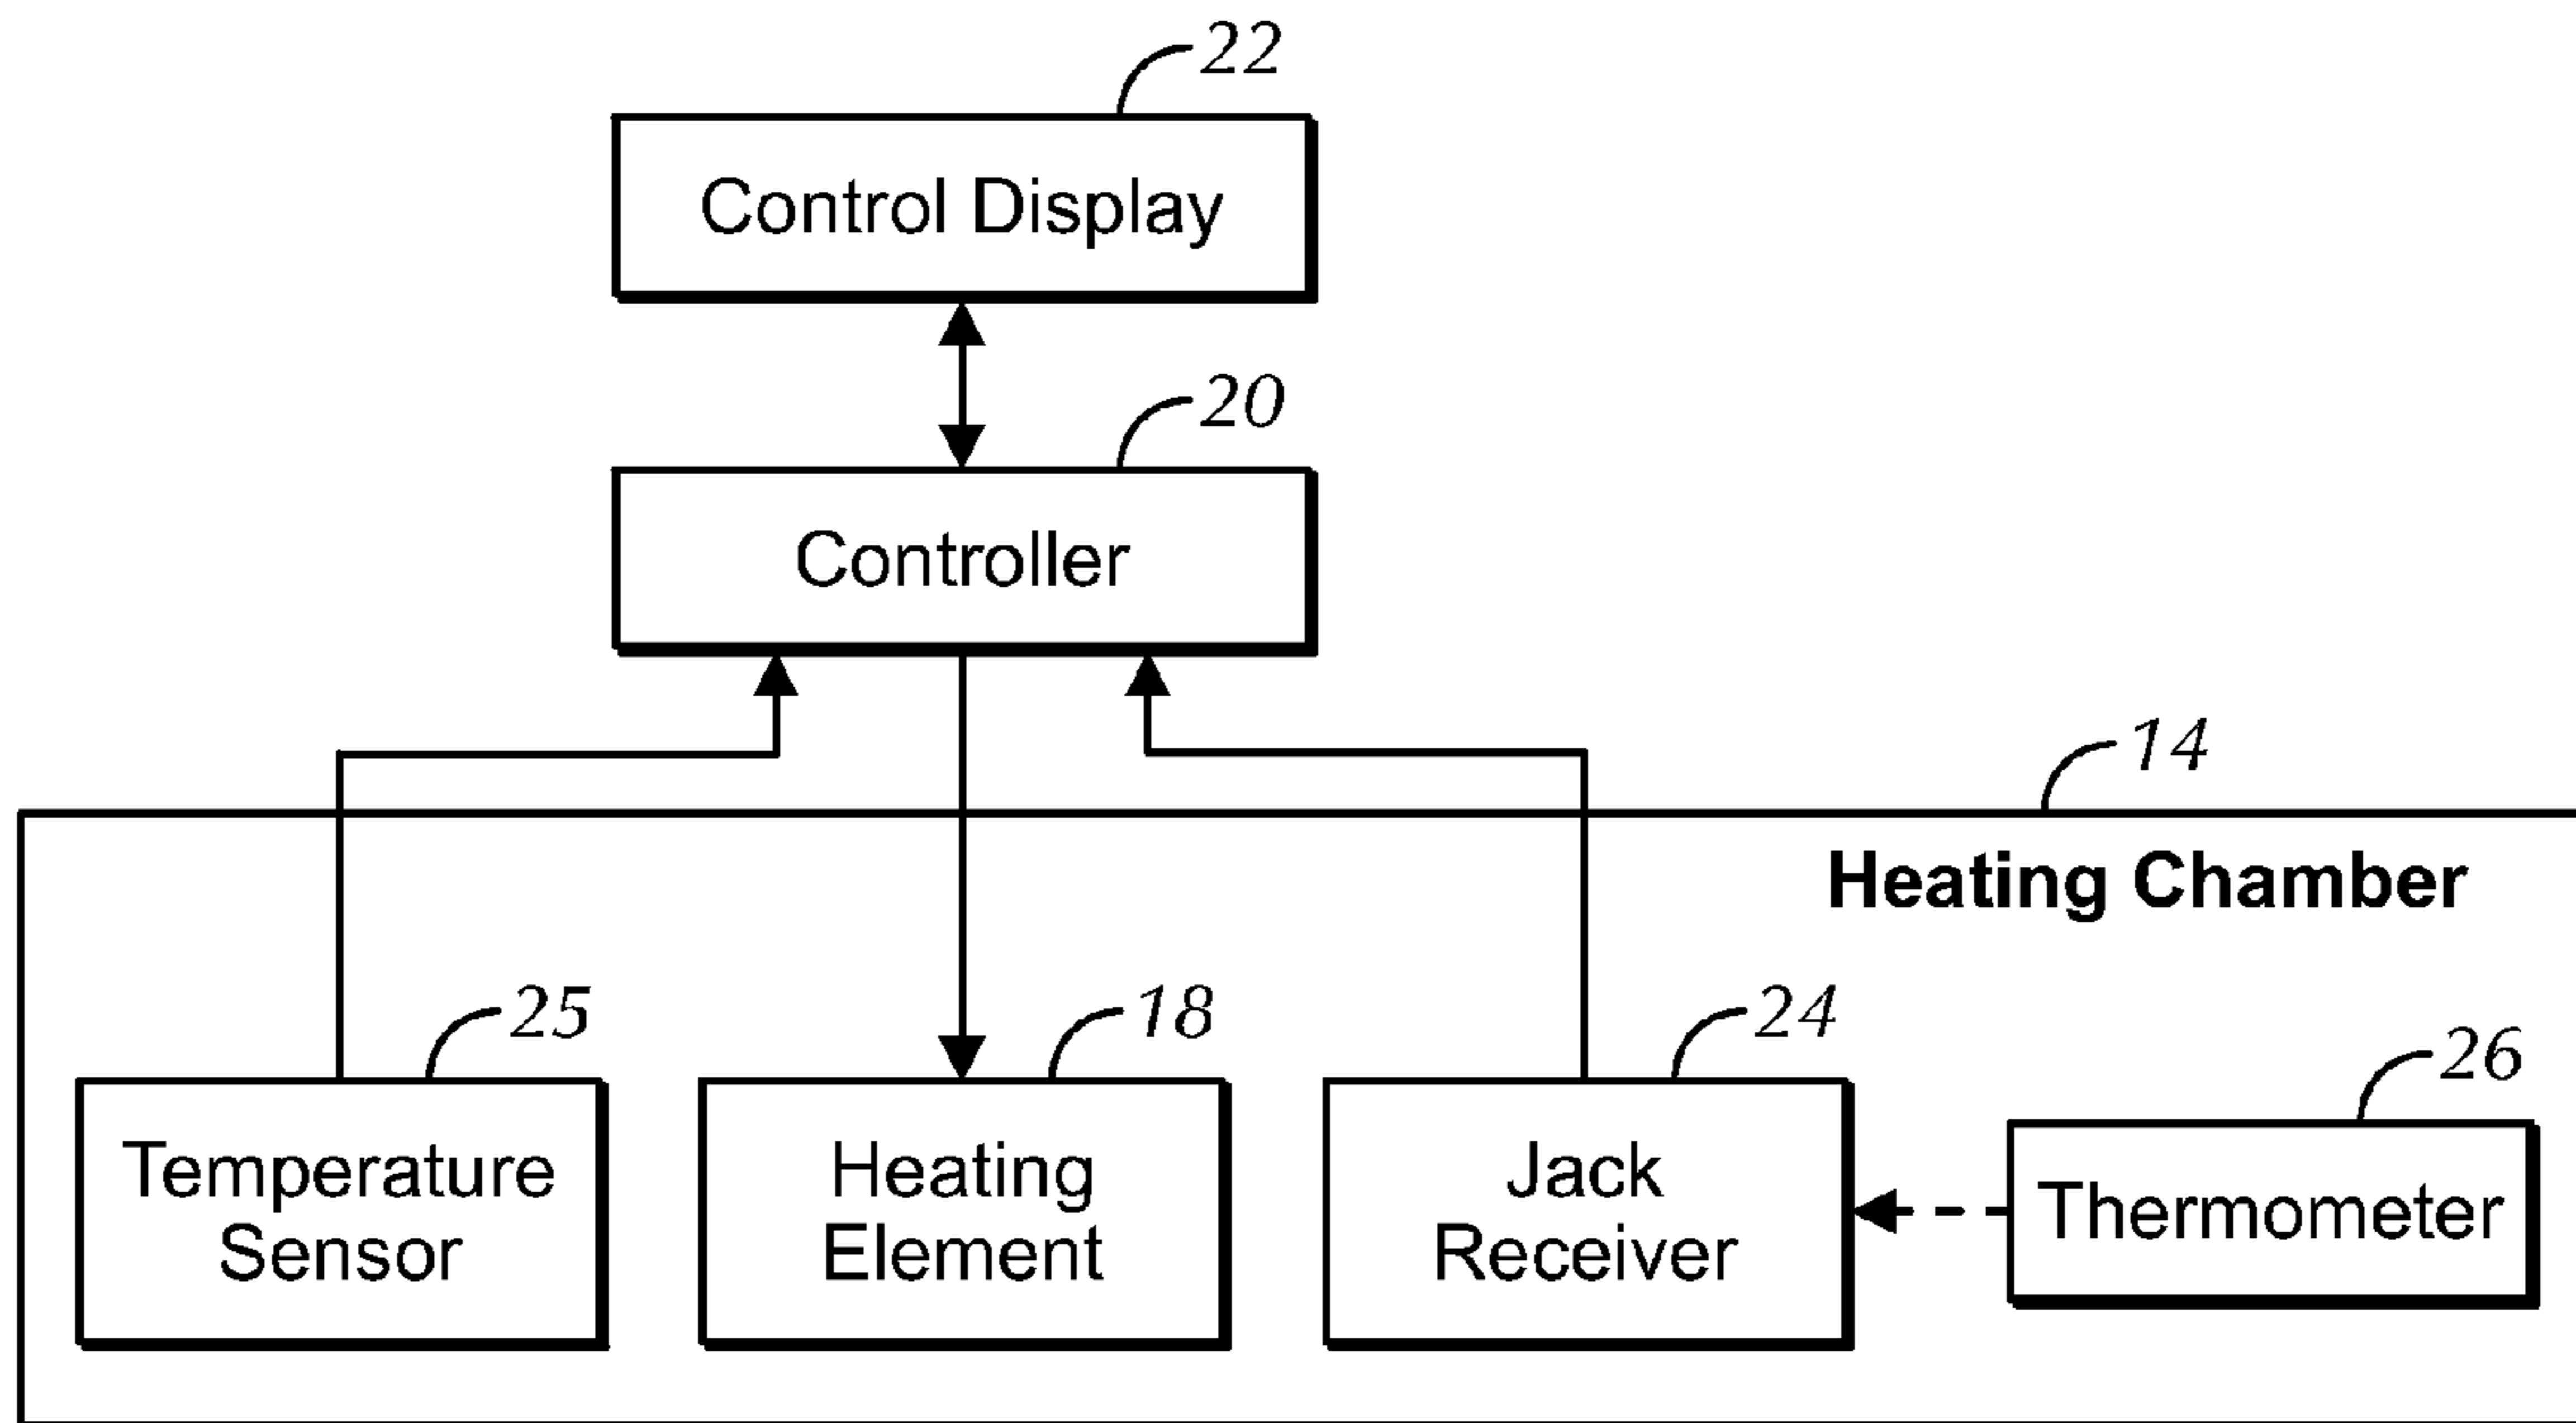 22
Control Display
20
Controller
14
Heating Chamber
25
18
24
26
Temperature
Sensor
Heating
Element
Jack
Receiver
Thermometer